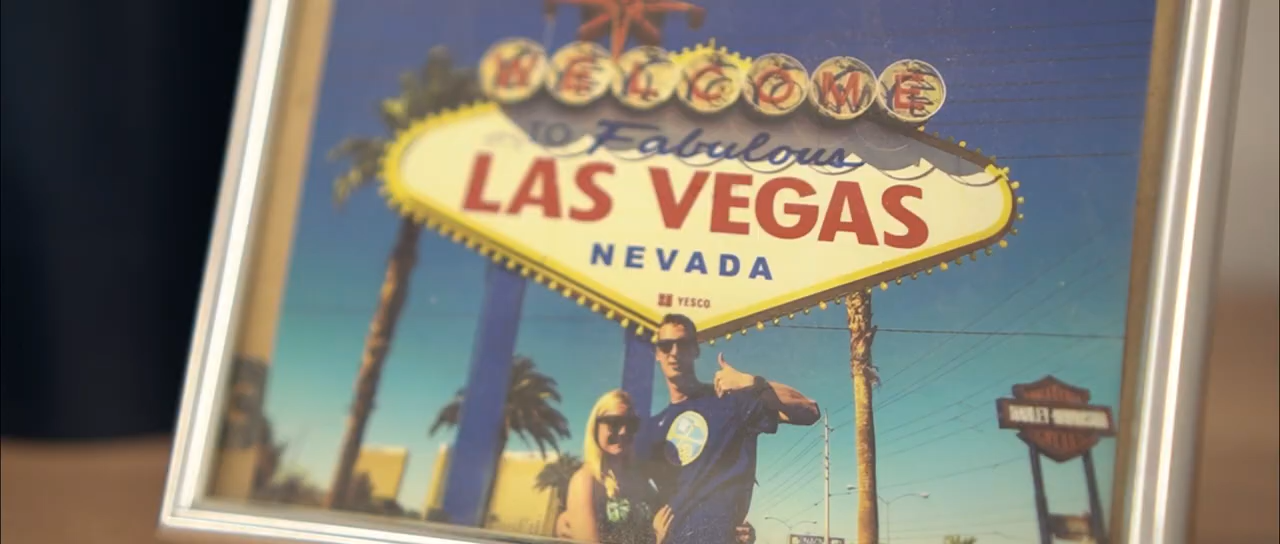 WELCOME
TO Fabulous
LAS VEGAS
NEVADA
YESCO
HARLEY-DAVIDSON